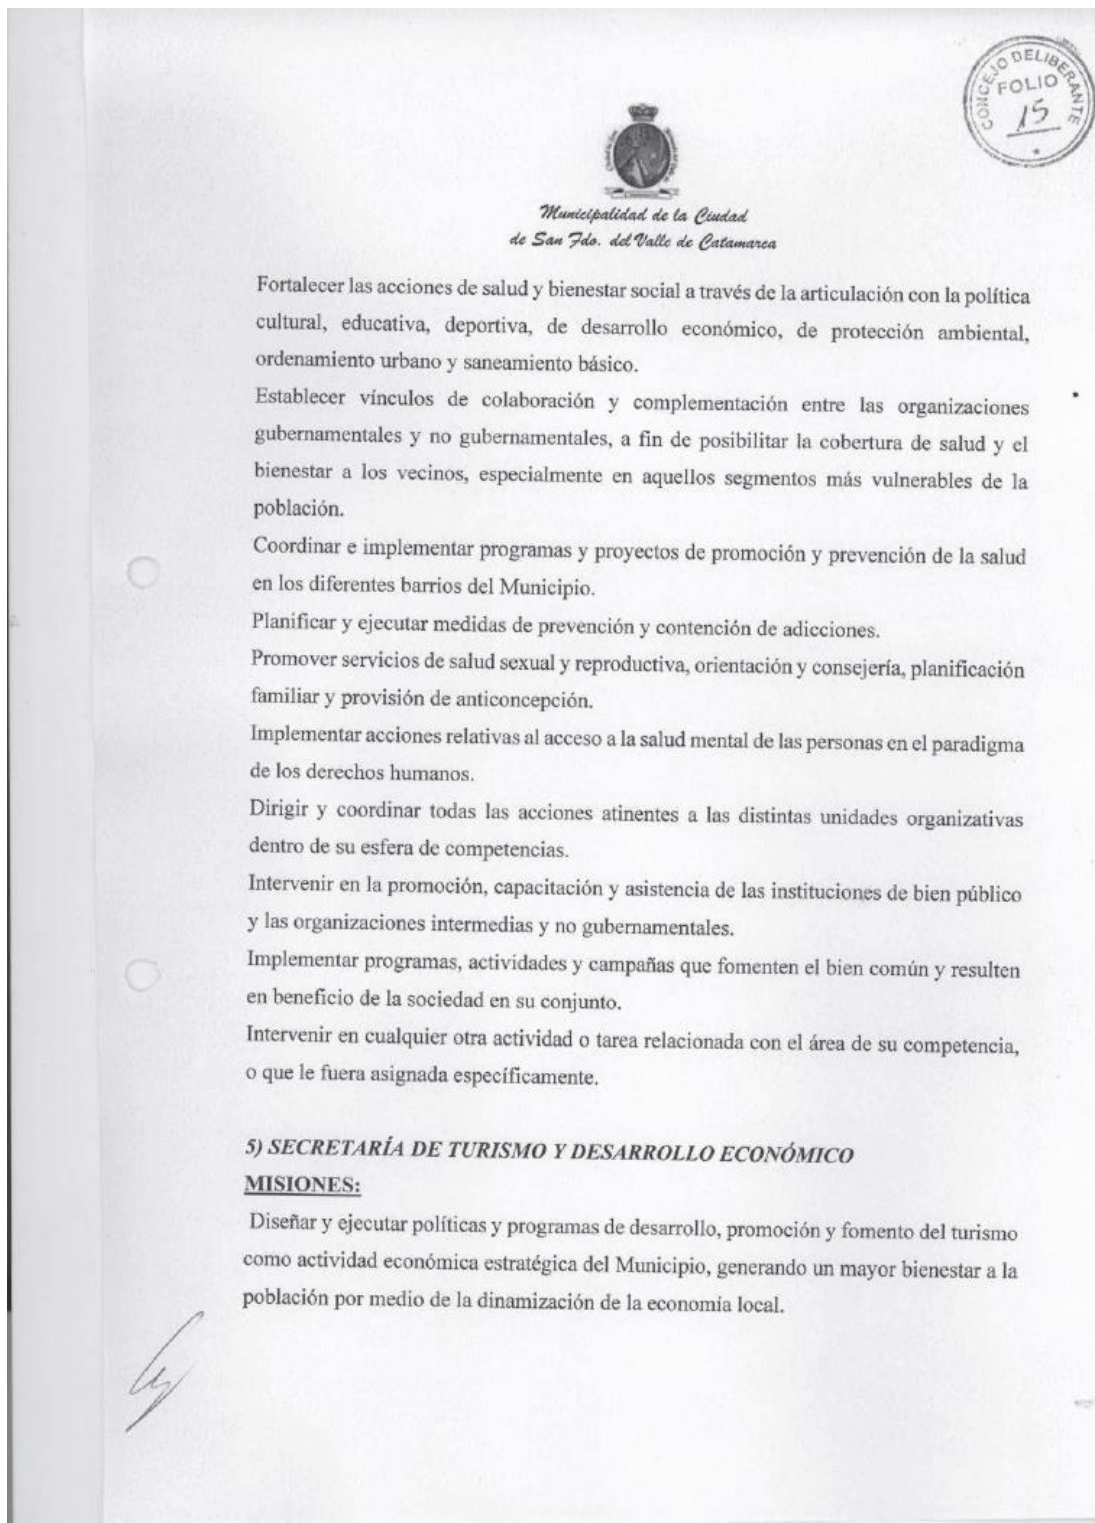 CONCEJO DELIBERANTE
FOLIO
15
Municipalidad de la Ciudad
de San Fdo. del Valle de Catamarca
Fortalecer las acciones de salud y bienestar social a través de la articulación con la política
cultural, educativa, deportiva, de desarrollo económico, de protección ambiental,
ordenamiento urbano y saneamiento básico.
Establecer vínculos de colaboración y complementación entre las organizaciones
gubernamentales y no gubernamentales, a fin de posibilitar la cobertura de salud y el
bienestar a los vecinos, especialmente en aquellos segmentos más vulnerables de la
población.
Coordinar e implementar programas y proyectos de promoción y prevención de la salud
en los diferentes barrios del Municipio.
Planificar y ejecutar medidas de prevención y contención de adicciones.
Promover servicios de salud sexual y reproductiva, orientación y consejería, planificación
familiar y provisión de anticoncepción.
Implementar acciones relativas al acceso a la salud mental de las personas en el paradigma
de los derechos humanos.
Dirigir y coordinar todas las acciones atinentes a las distintas unidades organizativas
dentro de su esfera de competencias.
Intervenir en la promoción, capacitación y asistencia de las instituciones de bien público
y las organizaciones intermedias y no gubernamentales.
Implementar programas, actividades y campañas que fomenten el bien común y resulten
en beneficio de la sociedad en su conjunto.
Intervenir en cualquier otra actividad o tarea relacionada con el área de su competencia,
o que le fuera asignada específicamente.
5) SECRETARÍA DE TURISMO Y DESARROLLO ECONÓMICO
MISIONES:
Diseñar y ejecutar políticas y programas de desarrollo, promoción y fomento del turismo
como actividad económica estratégica del Municipio, generando un mayor bienestar a la
población por medio de la dinamización de la economía local.